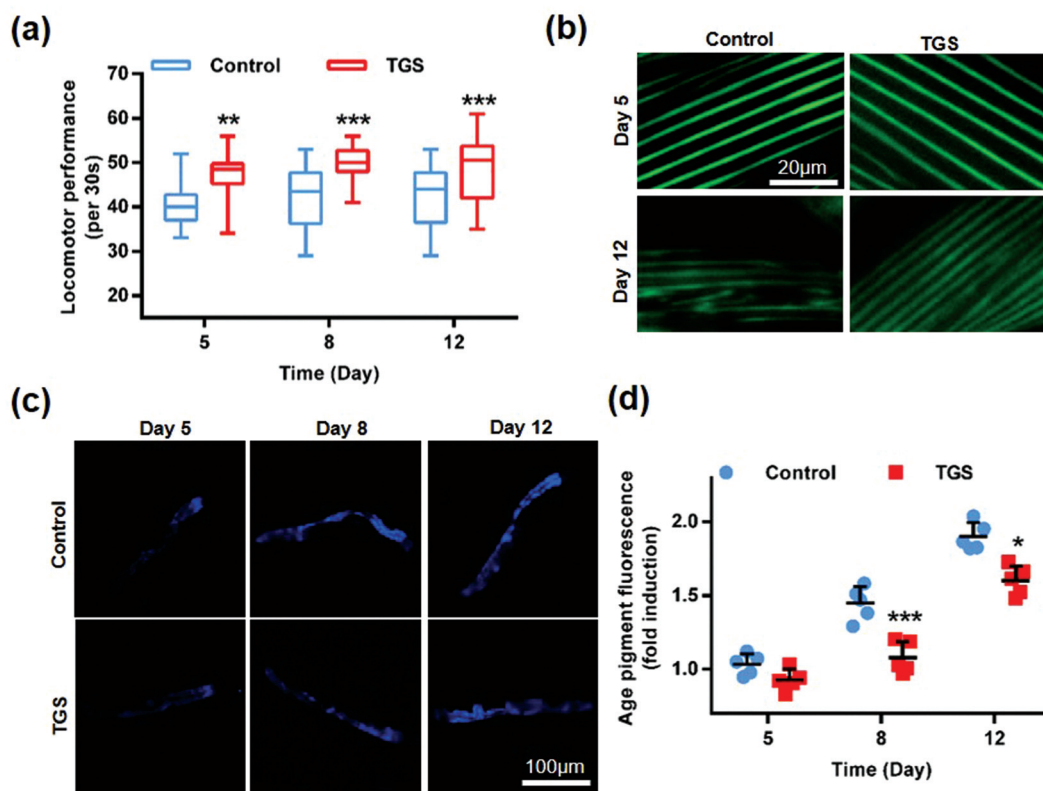 (a)
Control
TGS
Locomotor performance
(per 30s)
70
60
50
40
30
20
**
***
***
5
8
12
Time (Day)
(b)
Control
TGS
Day 5
20μm
Day 12
(c)
Day 5
Day 8
Day 12
Control
TGS
100μm
(d)
Control
TGS
Age pigment fluorescence
(fold induction)
2.0
1.5
1.0
***
*
5
8
12
Time (Day)